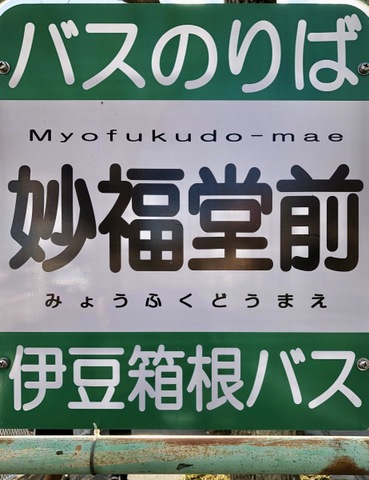 バスのりば
Myofukudo-mae
妙福堂前
みょうふくどうまえ
伊豆箱根バス